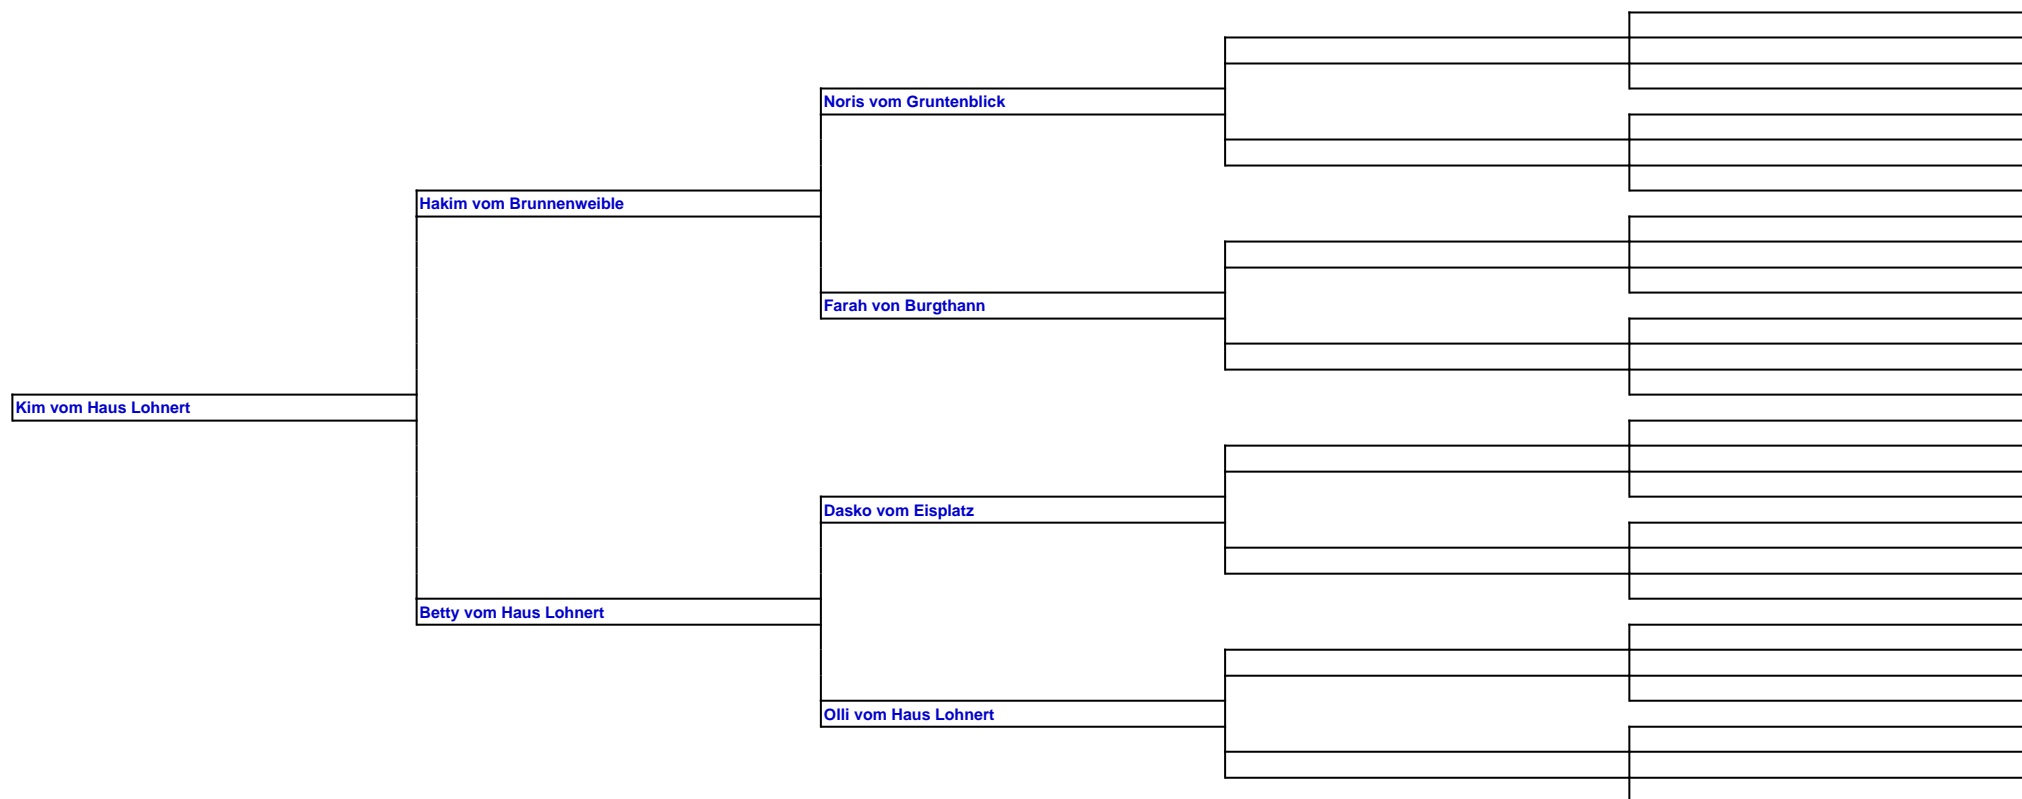 Noris vom Gruntenblick
Hakim vom Brunnenweible
Farah von Burgthann
Kim vom Haus Lohnert
Dasko vom Eisplatz
Betty vom Haus Lohnert
Olli vom Haus Lohnert